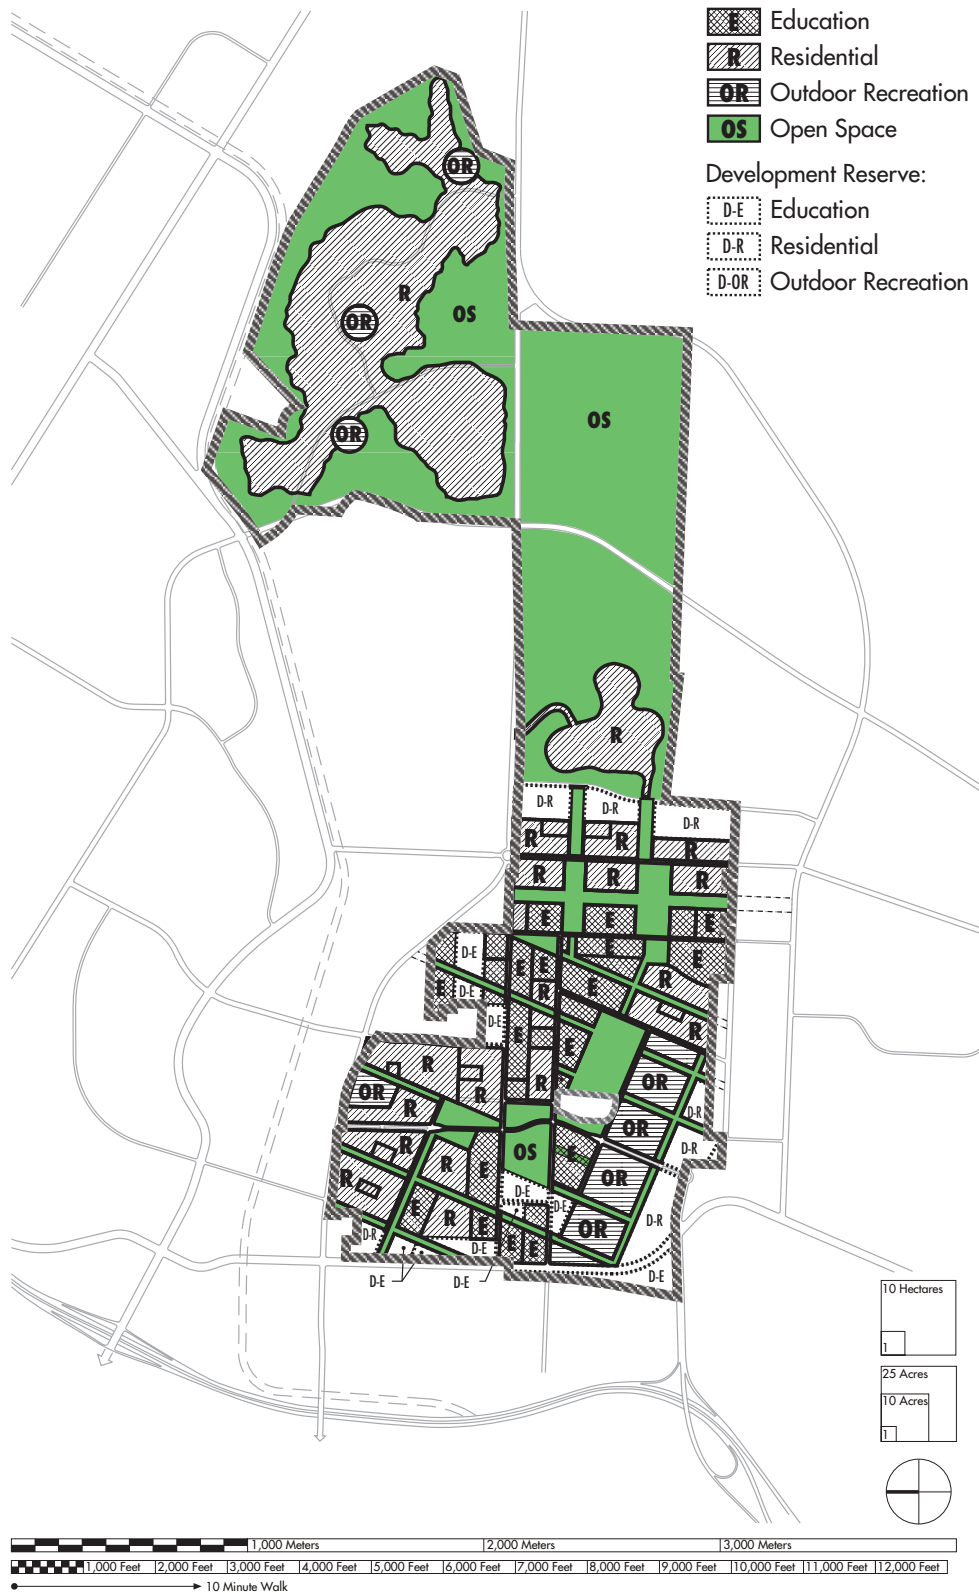 E Education
R Residential
OR Outdoor Recreation
OS Open Space
Development Reserve:
D-E Education
D-R Residential
D-OR Outdoor Recreation
OR
R
OS
OR
OS
OR
R
D-R
D-R
D-R
R
R
R
R
R
R
E
E
E
E
E
D-E
E
E
R
E
D-E
R
E
D-E
E
R
E
R
OR
R
R
R
OR
R
D-R
OR
R
OS
E
D-R
R
E
OR
R
D-E
E
R
E
D-E
D-R
OR
D-R
D-E
E
E
D-E
D-E
D-E
10 Hectares
1
25 Acres
10 Acres
1
1,000 Meters 2,000 Meters 3,000 Meters
1,000 Feet 2,000 Feet 3,000 Feet 4,000 Feet 5,000 Feet 6,000 Feet 7,000 Feet 8,000 Feet 9,000 Feet 10,000 Feet 11,000 Feet 12,000 Feet
10 Minute Walk